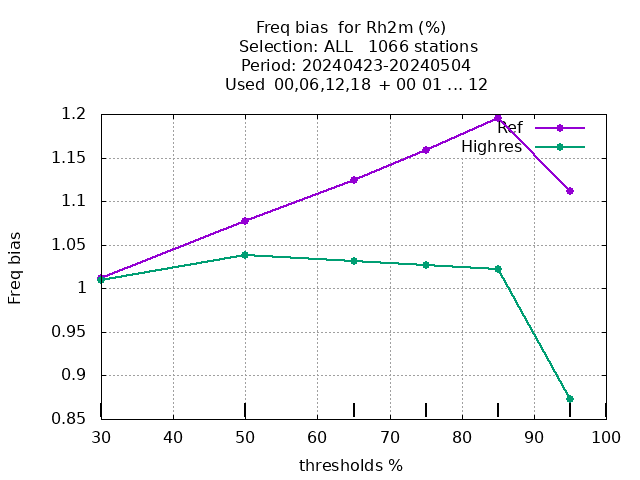 Freq bias  for Rh2m (%)
Selection: ALL   1066 stations
Period: 20240423-20240504
Used  00,06,12,18  + 00 01 ... 12
1.2
1.15
1.1
1.05
1
0.95
0.9
0.85
Freq bias
Ref
Highres
30 40 50 60 70 80 90 100
thresholds %